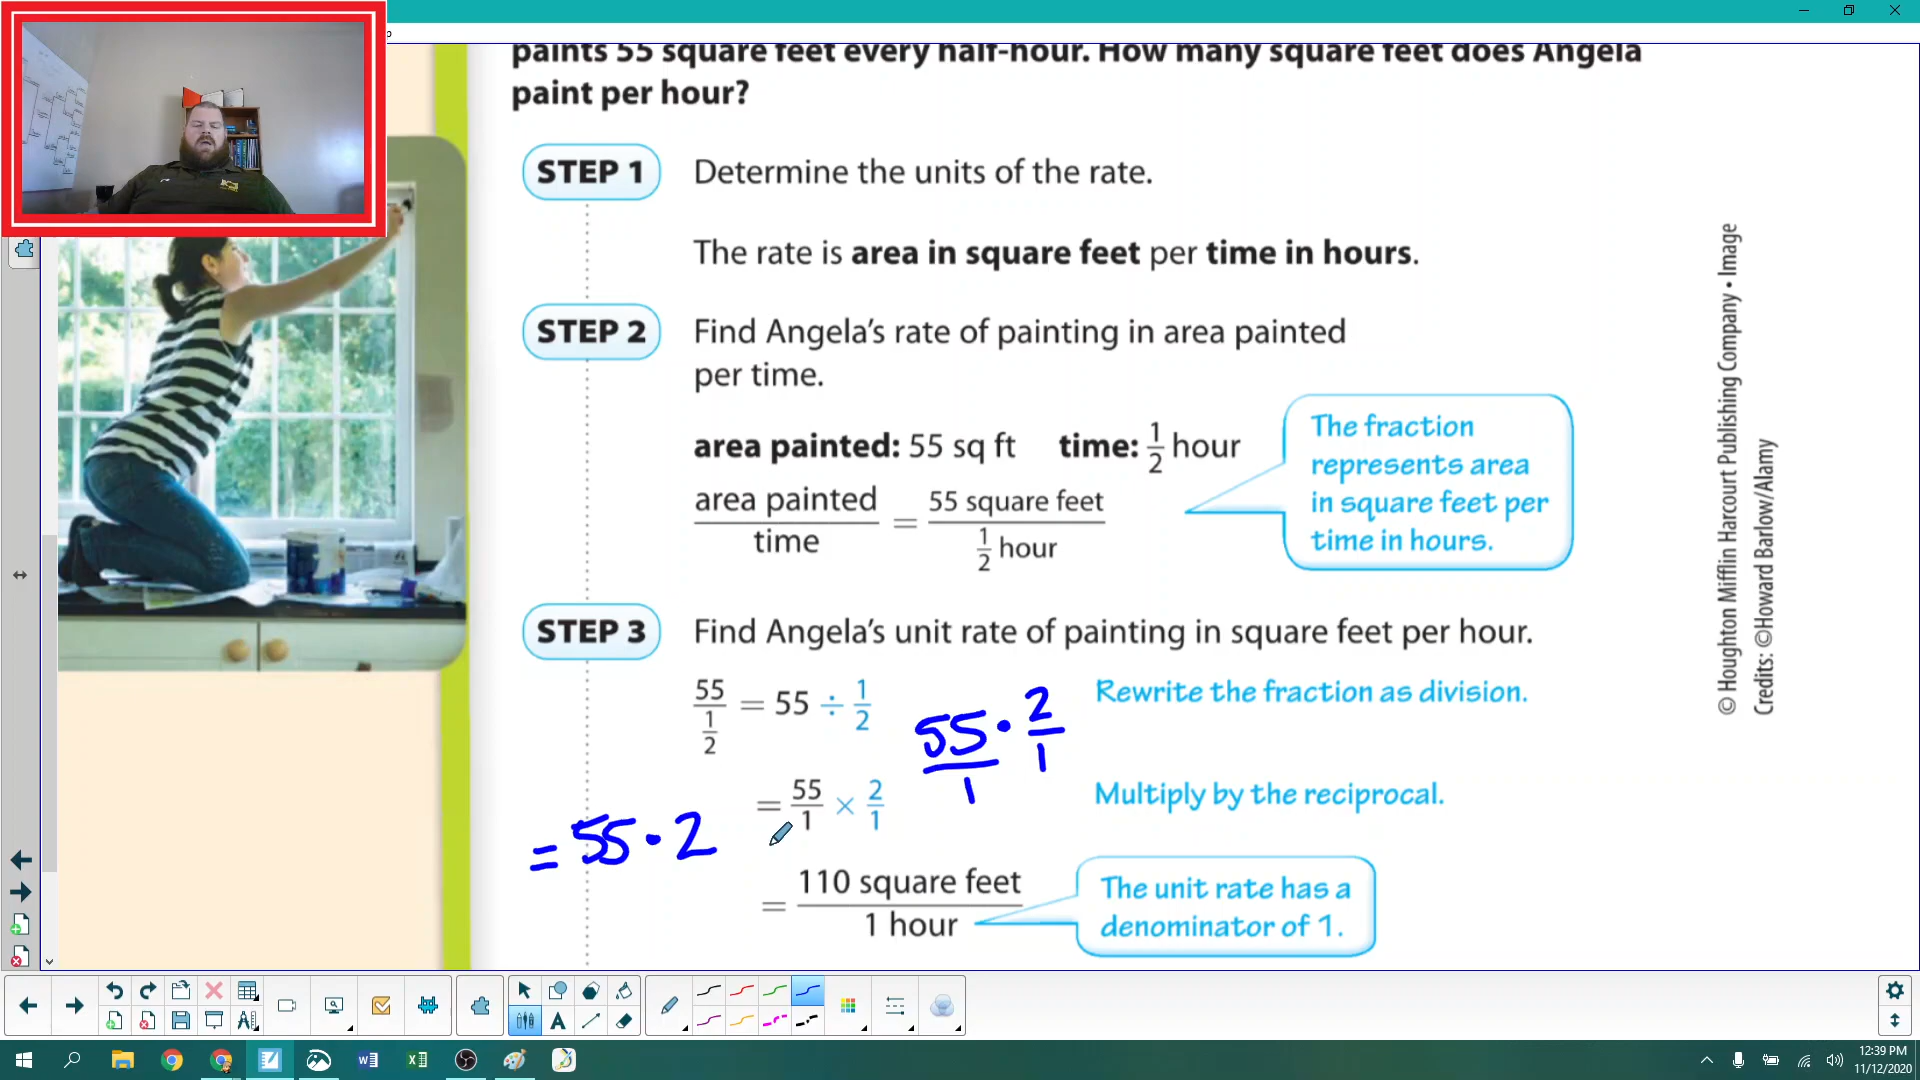 paints 55 square feet every half-hour. How many square feet does Angela
paint per hour?
STEP 1 Determine the units of the rate.
The rate is area in square feet per time in hours.
STEP 2 Find Angela’s rate of painting in area painted
per time.
area painted: 55 sq ft time: 1/2 hour
area painted/time = 55 square feet/1/2 hour
The fraction
represents area
in square feet per
time in hours.
STEP 3 Find Angela’s unit rate of painting in square feet per hour.
55/1/2 = 55 ÷ 1/2
55/1 · 2/1
Rewrite the fraction as division.
= 55/1 × 2/1
Multiply by the reciprocal.
= 55 · 2
= 110 square feet/1 hour
The unit rate has a
denominator of 1.
© Houghton Mifflin Harcourt Publishing Company • Image
Credits: ©Howard Barlow/Alamy
12:39 PM
11/12/2020